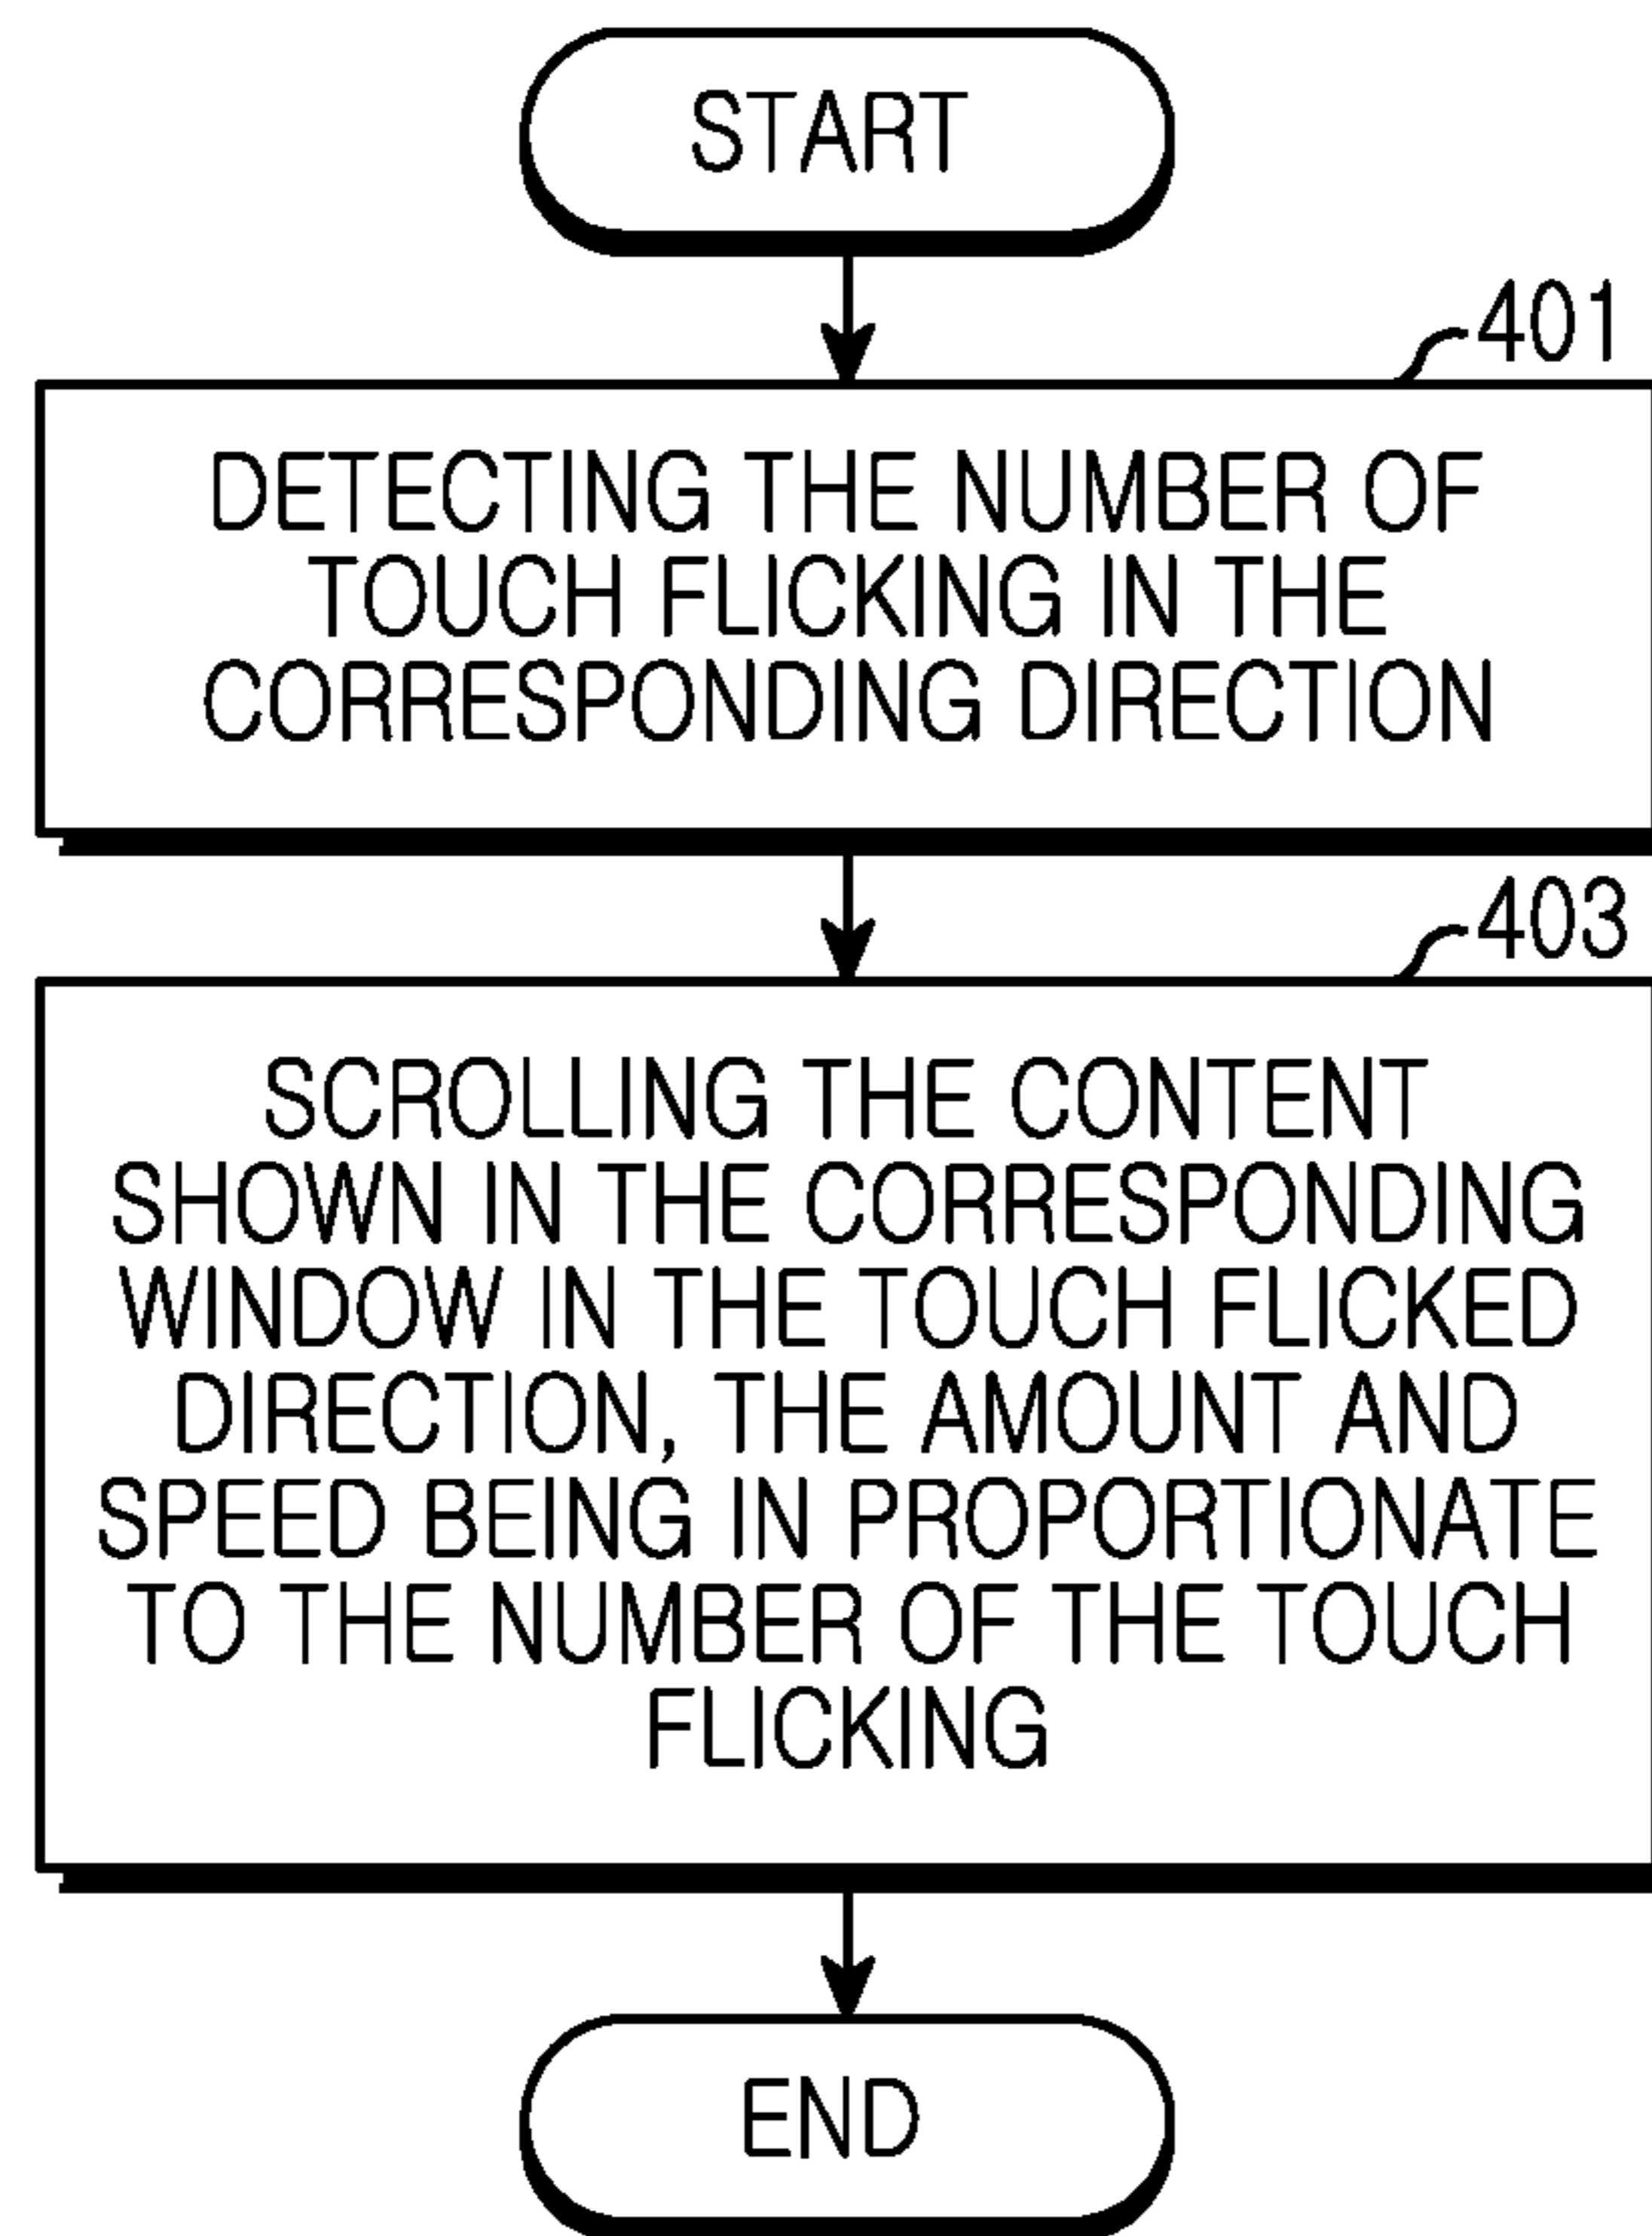 START
401
DETECTING THE NUMBER OF
TOUCH FLICKING IN THE
CORRESPONDING DIRECTION
403
SCROLLING THE CONTENT
SHOWN IN THE CORRESPONDING
WINDOW IN THE TOUCH FLICKED
DIRECTION, THE AMOUNT AND
SPEED BEING IN PROPORTIONATE
TO THE NUMBER OF THE TOUCH
FLICKING
END